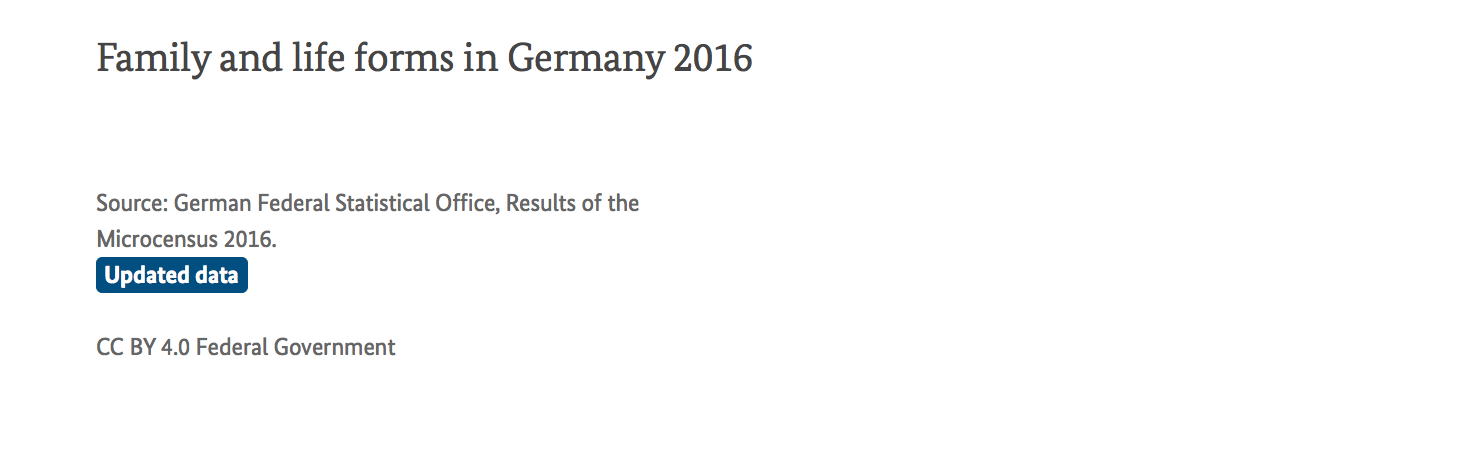 Family and life forms in Germany 2016
Source: German Federal Statistical Office, Results of the
Microcensus 2016.
Updated data
CC BY 4.0 Federal Government